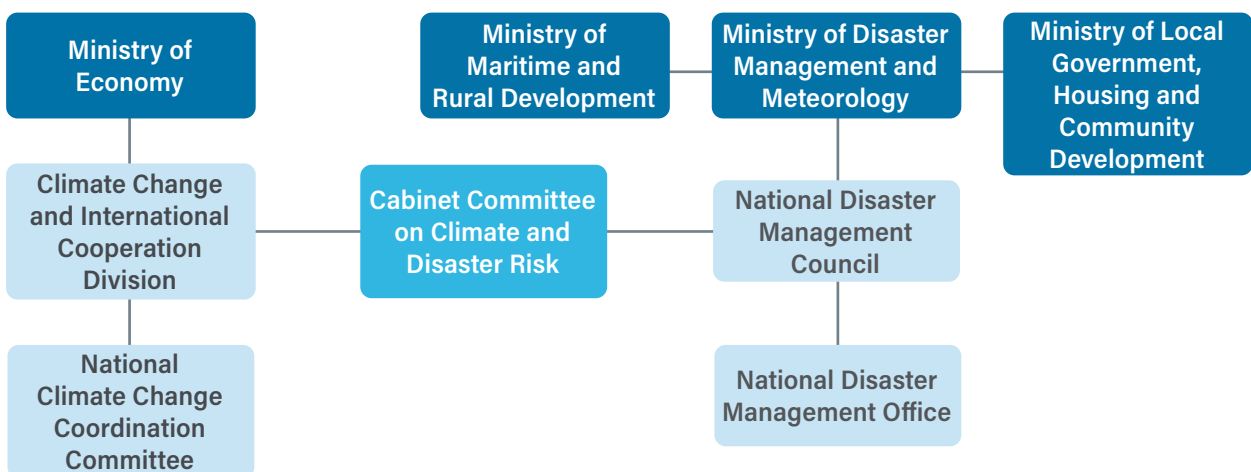 Ministry of
Economy
Ministry of
Maritime and
Rural Development
Ministry of Disaster
Management and
Meteorology
Ministry of Local
Government,
Housing and
Community
Development
Climate Change
and International
Cooperation
Division
Cabinet Committee
on Climate and
Disaster Risk
National Disaster
Management
Council
National
Climate Change
Coordination
Committee
National Disaster
Management Office